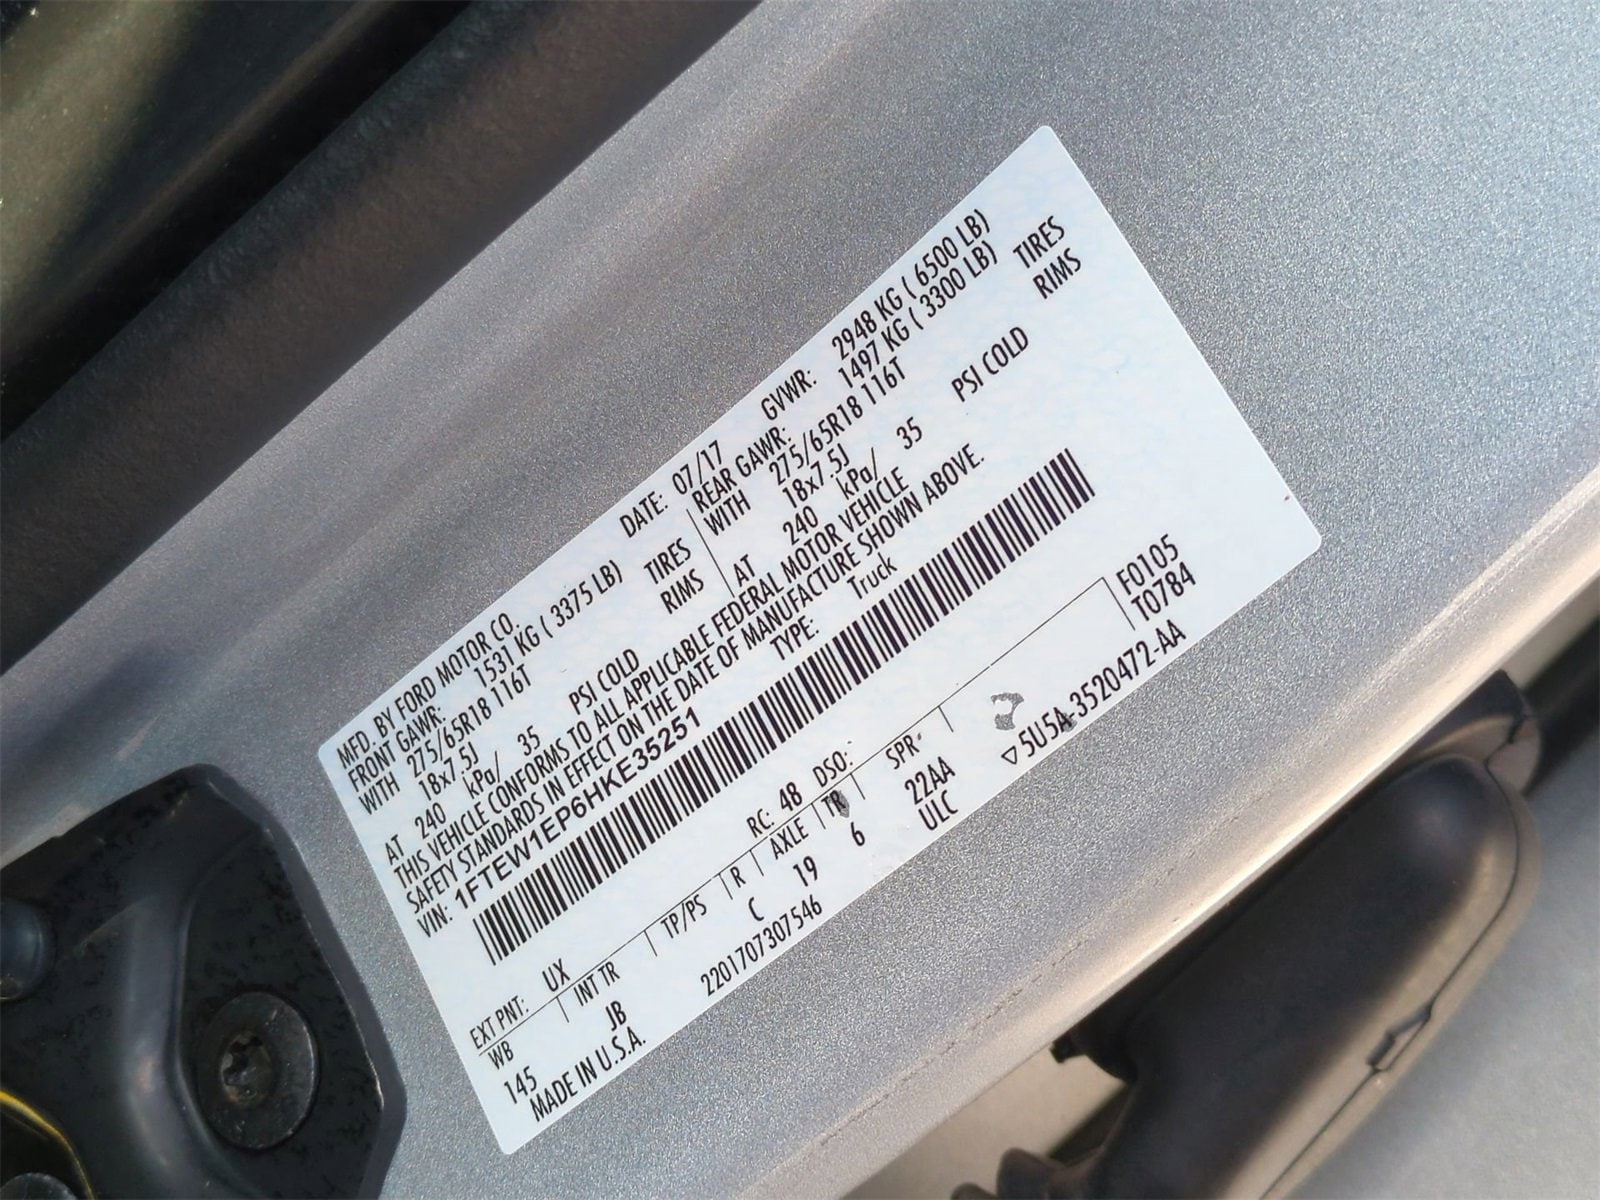 MFD. BY FORD MOTOR CO. DATE: 07/17 GVWR: 2948 KG ( 6500 LB)
FRONT GAWR: 1531 KG ( 3375 LB) REAR GAWR: 1497 KG ( 3300 LB)
WITH 275/65R18 116T TIRES WITH 275/65R18 116T TIRES
18x7.5J RIMS 18x7.5J RIMS
AT 240 kPa/ 35 PSI COLD AT 240 kPa/ 35 PSI COLD
THIS VEHICLE CONFORMS TO ALL APPLICABLE FEDERAL MOTOR VEHICLE
SAFETY STANDARDS IN EFFECT ON THE DATE OF MANUFACTURE SHOWN ABOVE.
VIN: 1FTEW1EP6HKE35251 TYPE: Truck
F0105
T0784
EXT PNT: UX RC: 48 DSO:
WB INT TR TP/PS R AXLE TR SPR
145 JB C 19 6 22AA
ULC
MADE IN U.S.A. 2201707307546 ▽5U5A-3520472-AA